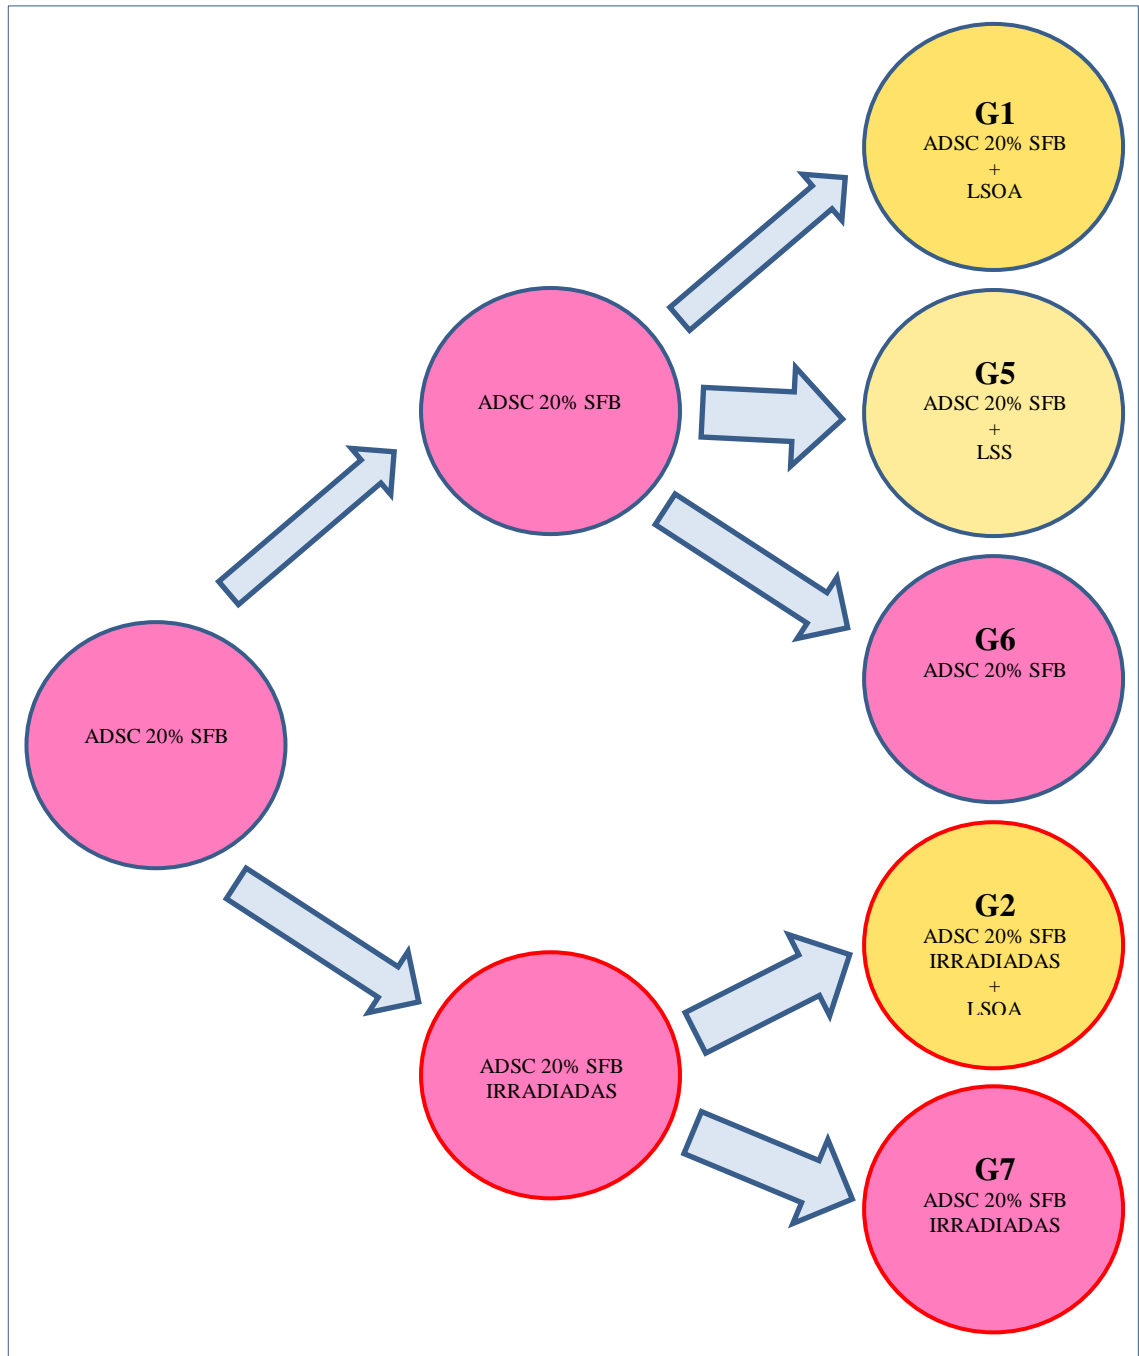 G1
ADSC 20% SFB
+
LSOA
G5
ADSC 20% SFB
+
LSS
ADSC 20% SFB
G6
ADSC 20% SFB
ADSC 20% SFB
G2
ADSC 20% SFB
IRRADIADAS
+
LSOA
ADSC 20% SFB
IRRADIADAS
G7
ADSC 20% SFB
IRRADIADAS